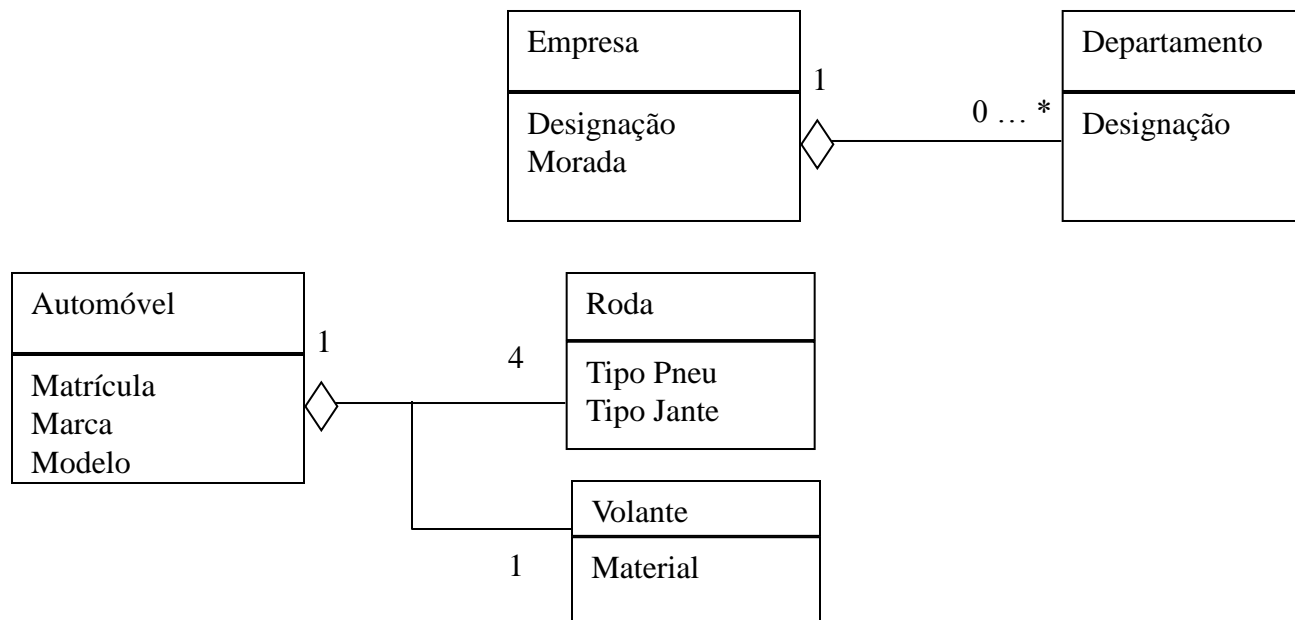 Empresa
Designação
Morada
1
0 … *
Departamento
Designação
Automóvel
Matrícula
Marca
Modelo
1
4
Roda
Tipo Pneu
Tipo Jante
1
Volante
Material